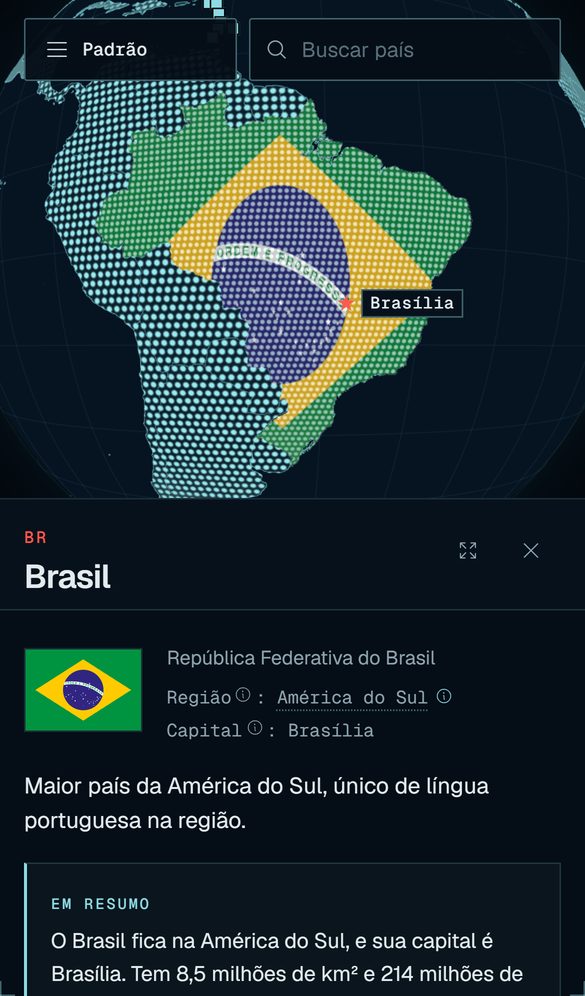 Padrão
Buscar país
ORDEM E PROGRESSO
Brasília
BR
Brasil
República Federativa do Brasil
Região : América do Sul
Capital : Brasília
Maior país da América do Sul, único de língua
portuguesa na região.
EM RESUMO
O Brasil fica na América do Sul, e sua capital é
Brasília. Tem 8,5 milhões de km² e 214 milhões de